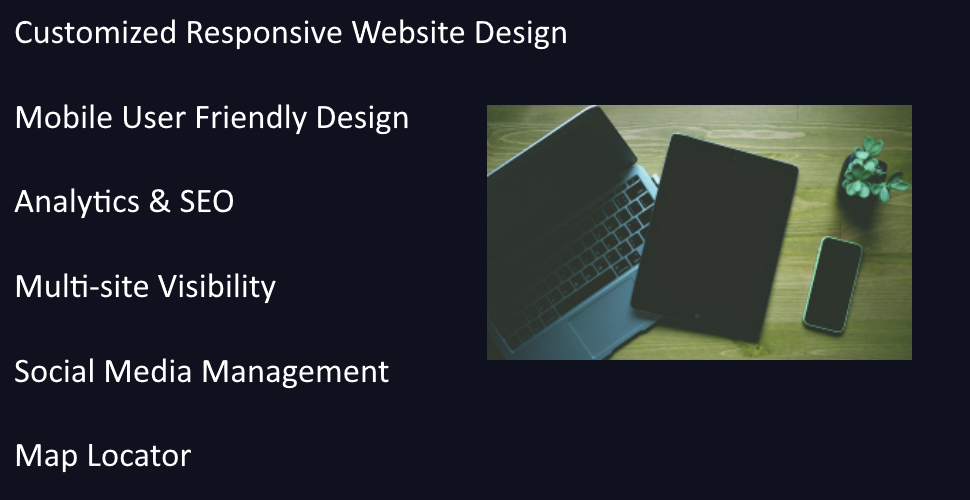 Customized Responsive Website Design
Mobile User Friendly Design
Analytics & SEO
Multi-site Visibility
Social Media Management
Map Locator